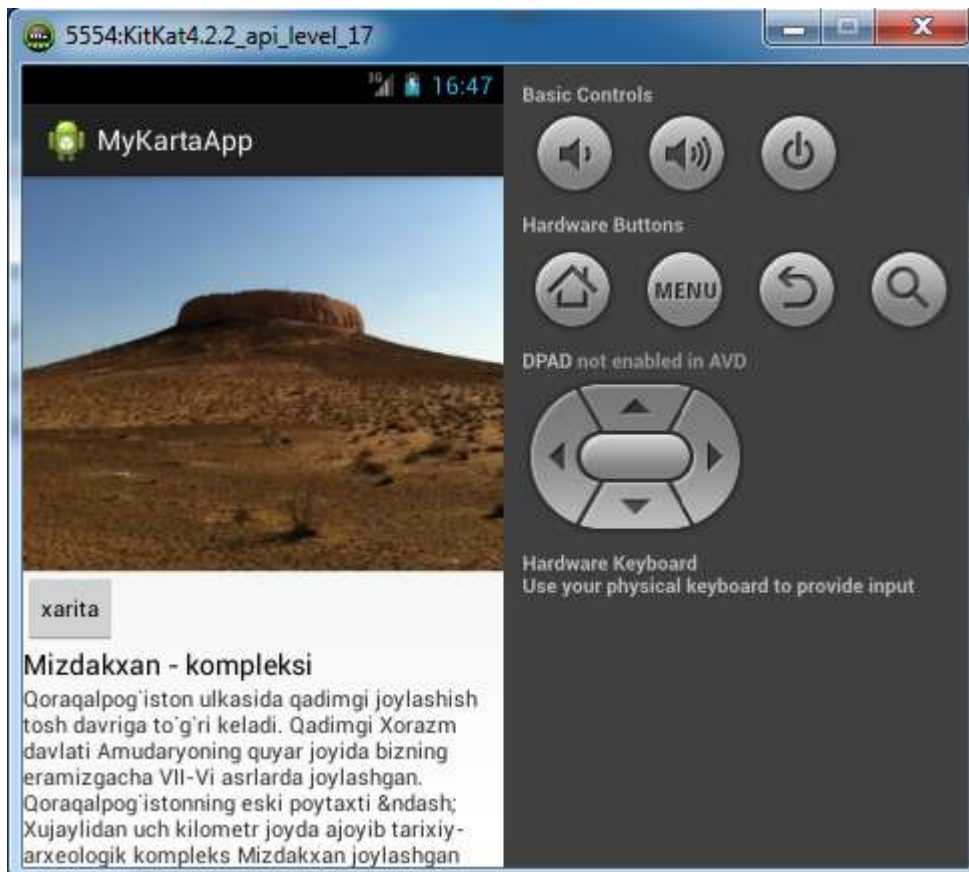 5554:KitKat4.2.2_api_level_17
3G 16:47
MyKartaApp
xarita
Mizdakxan - kompleksi
Qoraqalpog`iston ulkasida qadimgi joylashish
tosh davriga to`g`ri keladi. Qadimgi Xorazm
davlati Amudaryoning quyar joyida bizning
eramizgacha VII-Vi asrlarda joylashgan.
Qoraqalpog`istonning eski poytaxti &ndash;
Xujaylidan uch kilometr joyda ajoyib tarixiy-
arxeologik kompleks Mizdakxan joylashgan
Basic Controls
Hardware Buttons
MENU
DPAD not enabled in AVD
Hardware Keyboard
Use your physical keyboard to provide input